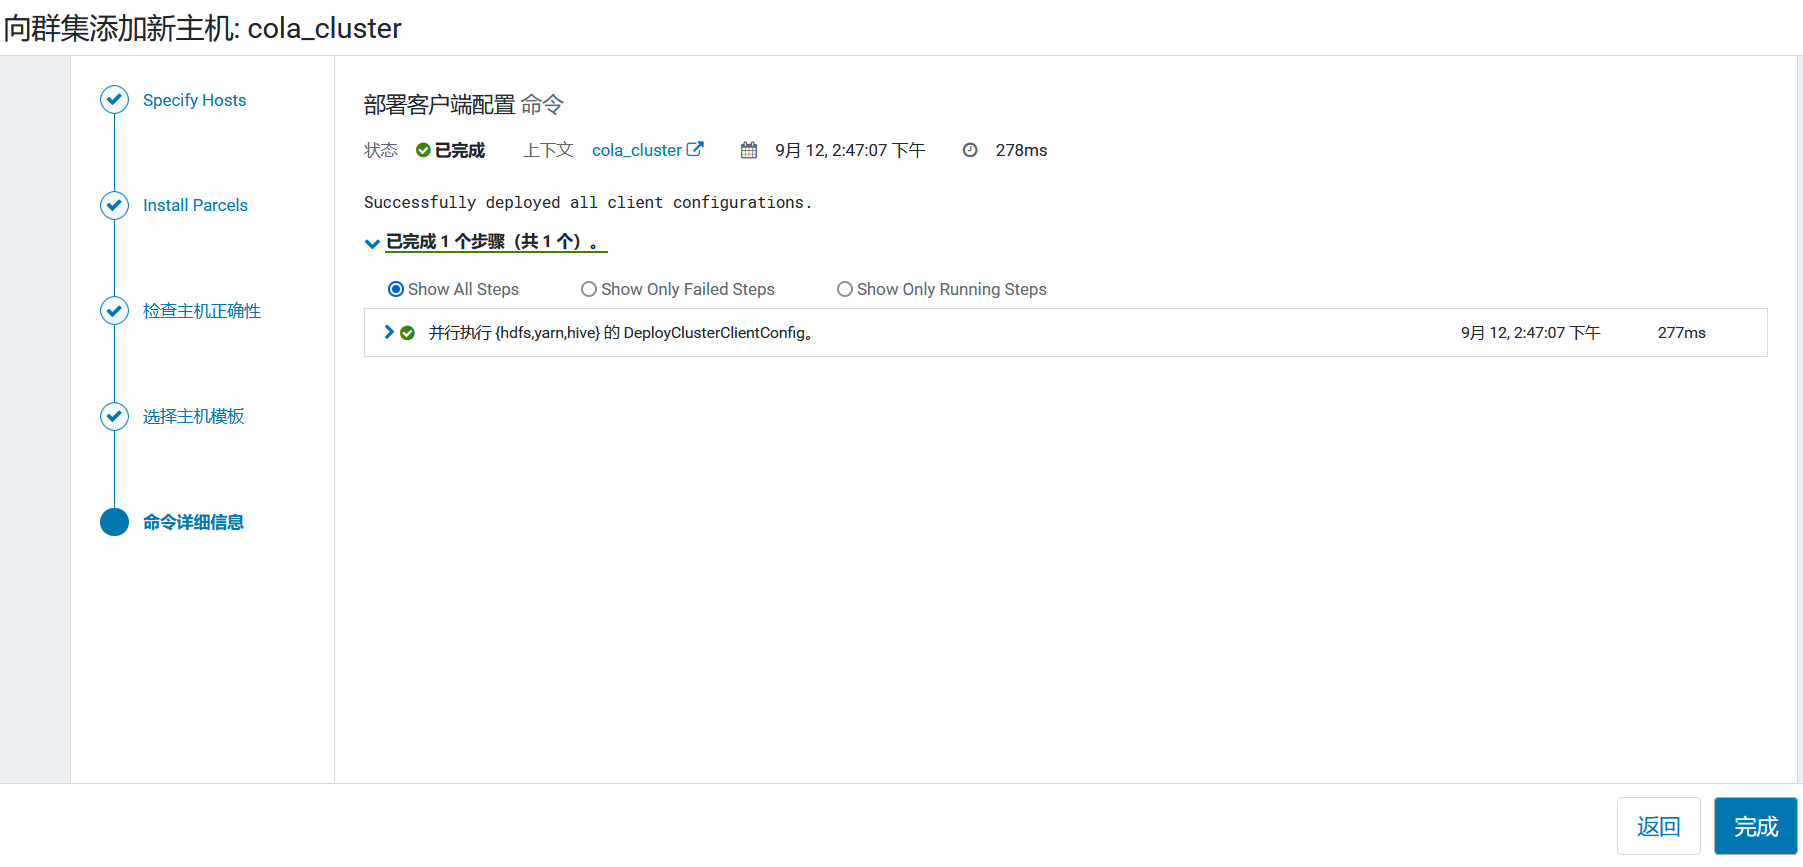 向群集添加新主机: cola_cluster
Specify Hosts
Install Parcels
检查主机正确性
选择主机模板
命令详细信息
部署客户端配置 命令
状态 已完成 上下文 cola_cluster 9月 12, 2:47:07 下午 278ms
Successfully deployed all client configurations.
已完成 1 个步骤（共 1 个）。
Show All Steps Show Only Failed Steps Show Only Running Steps
并行执行 {hdfs,yarn,hive} 的 DeployClusterClientConfig。 9月 12, 2:47:07 下午 277ms
返回 完成